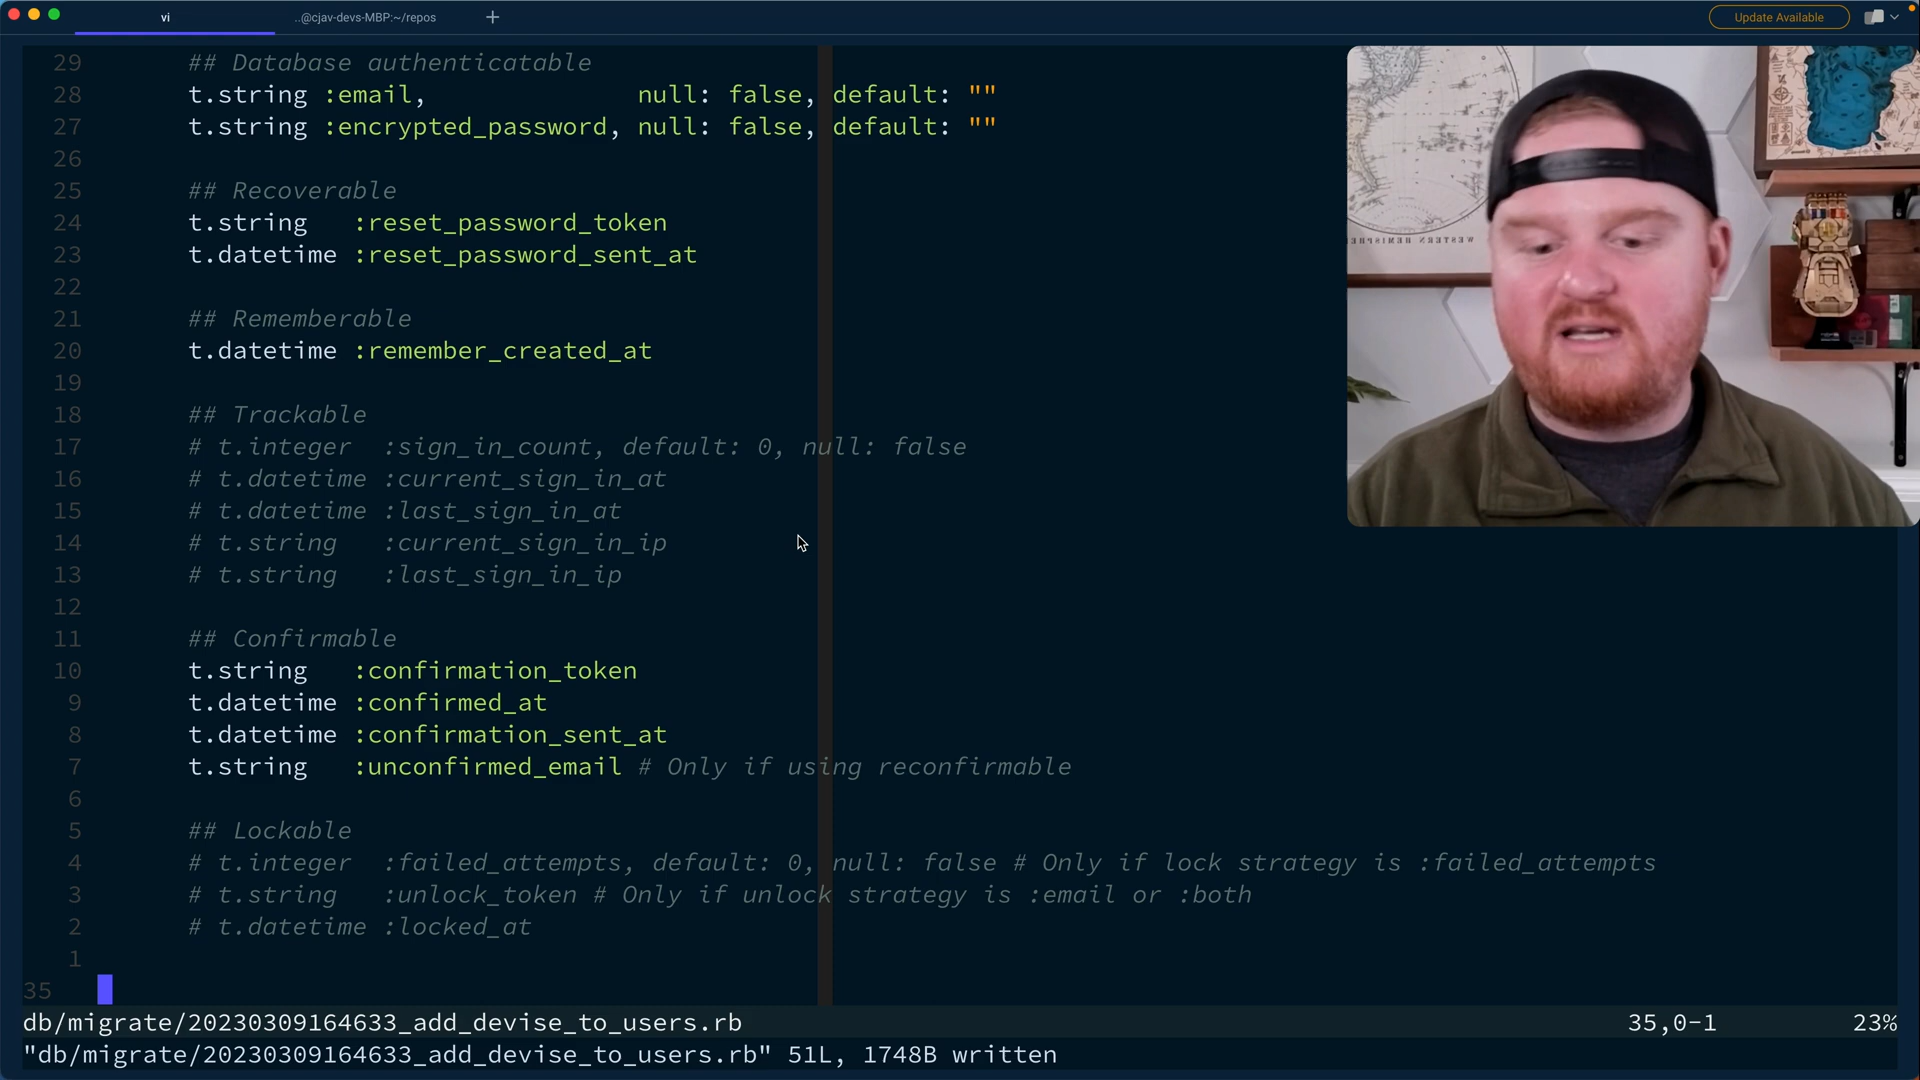 vi
..@cjav-devs-MBP:~/repos
Update Available
29 ## Database authenticatable
28 t.string :email, null: false, default: ""
27 t.string :encrypted_password, null: false, default: ""
26
25 ## Recoverable
24 t.string :reset_password_token
23 t.datetime :reset_password_sent_at
22
21 ## Rememberable
20 t.datetime :remember_created_at
19
18 ## Trackable
17 # t.integer :sign_in_count, default: 0, null: false
16 # t.datetime :current_sign_in_at
15 # t.datetime :last_sign_in_at
14 # t.string :current_sign_in_ip
13 # t.string :last_sign_in_ip
12
11 ## Confirmable
10 t.string :confirmation_token
9 t.datetime :confirmed_at
8 t.datetime :confirmation_sent_at
7 t.string :unconfirmed_email # Only if using reconfirmable
6
5 ## Lockable
4 # t.integer :failed_attempts, default: 0, null: false # Only if lock strategy is :failed_attempts
3 # t.string :unlock_token # Only if unlock strategy is :email or :both
2 # t.datetime :locked_at
1
35
db/migrate/20230309164633_add_devise_to_users.rb 35,0-1 23%
"db/migrate/20230309164633_add_devise_to_users.rb" 51L, 1748B written